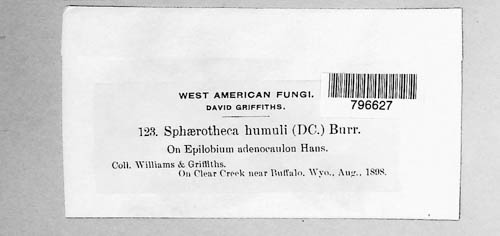 WEST AMERICAN FUNGI.
DAVID GRIFFITHS.
796627
123. Sphærotheca humuli (DC.) Burr.
On Epilobium adenocaulon Hans.
Coll. Williams & Griffiths.
On Clear Creek near Buffalo, Wyo., Aug., 1898.